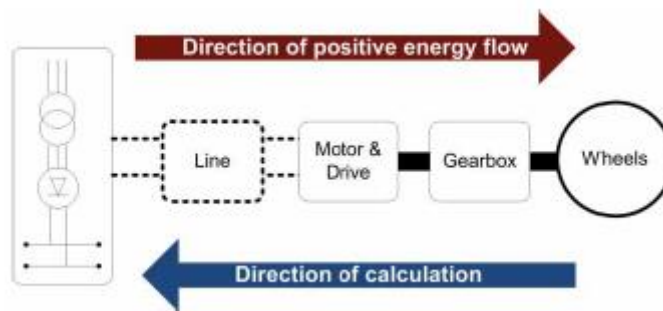 Direction of positive energy flow
Line
Motor &
Drive
Gearbox
Wheels
Direction of calculation